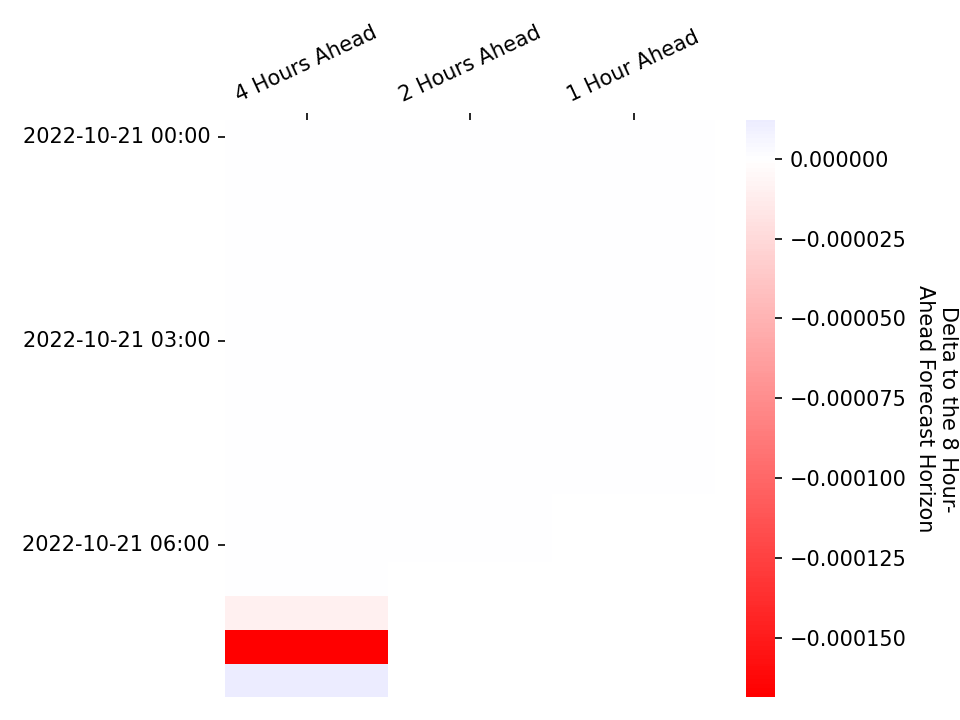 4 Hours Ahead
2 Hours Ahead
1 Hour Ahead
2022-10-21 00:00
2022-10-21 03:00
2022-10-21 06:00
0.000000
−0.000025
−0.000050
−0.000075
−0.000100
−0.000125
−0.000150
Delta to the 8 Hour-
Ahead Forecast Horizon